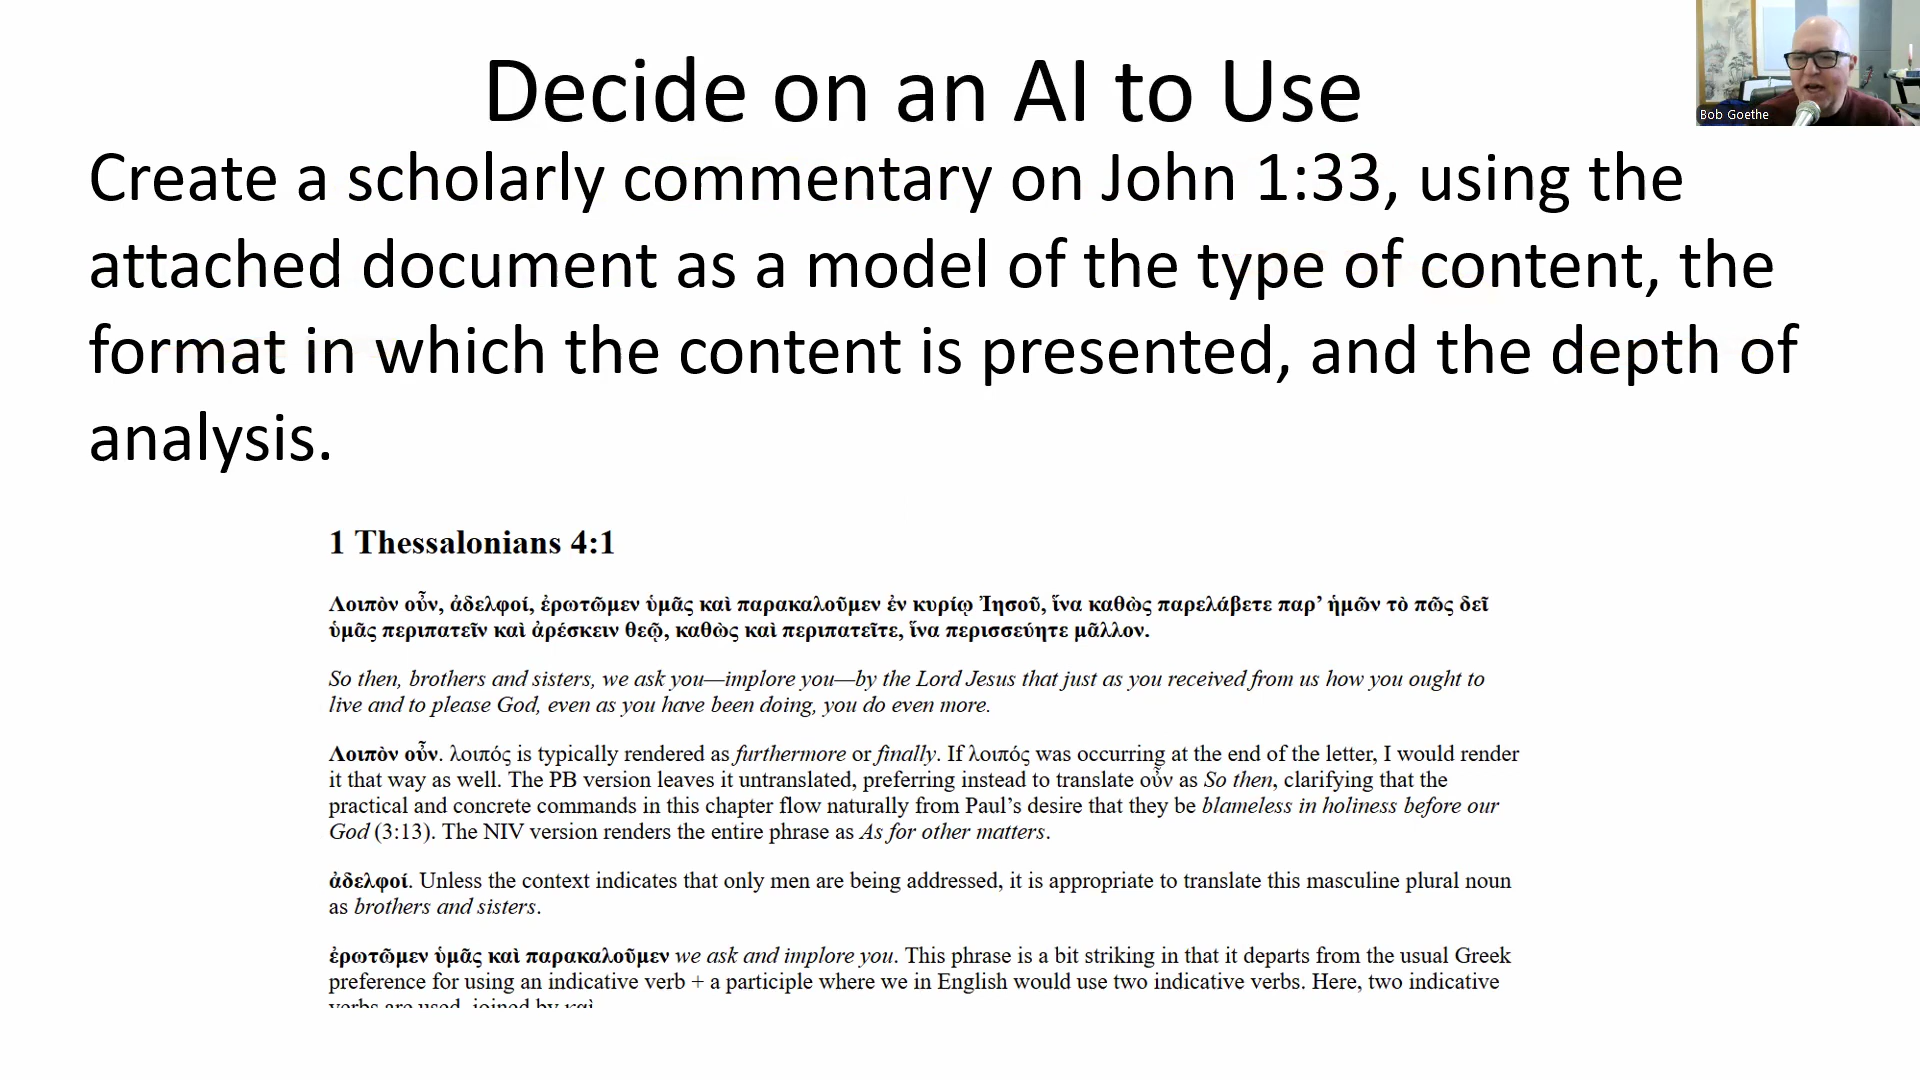 Decide on an AI to Use
Bob Goethe
Create a scholarly commentary on John 1:33, using the
attached document as a model of the type of content, the
format in which the content is presented, and the depth of
analysis.
1 Thessalonians 4:1
Λοιπὸν οὖν, ἀδελφοί, ἐρωτῶμεν ὑμᾶς καὶ παρακαλοῦμεν ἐν κυρίῳ Ἰησοῦ, ἵνα καθὼς παρελάβετε παρ’ ἡμῶν τὸ πῶς δεῖ
ὑμᾶς περιπατεῖν καὶ ἀρέσκειν θεῷ, καθὼς καὶ περιπατεῖτε, ἵνα περισσεύητε μᾶλλον.
So then, brothers and sisters, we ask you—implore you—by the Lord Jesus that just as you received from us how you ought to
live and to please God, even as you have been doing, you do even more.
Λοιπὸν οὖν. λοιπός is typically rendered as furthermore or finally. If λοιπός was occurring at the end of the letter, I would render
it that way as well. The PB version leaves it untranslated, preferring instead to translate οὖν as So then, clarifying that the
practical and concrete commands in this chapter flow naturally from Paul’s desire that they be blameless in holiness before our
God (3:13). The NIV version renders the entire phrase as As for other matters.
ἀδελφοί. Unless the context indicates that only men are being addressed, it is appropriate to translate this masculine plural noun
as brothers and sisters.
ἐρωτῶμεν ὑμᾶς καὶ παρακαλοῦμεν we ask and implore you. This phrase is a bit striking in that it departs from the usual Greek
preference for using an indicative verb + a participle where we in English would use two indicative verbs. Here, two indicative
verbs are used, joined by καὶ